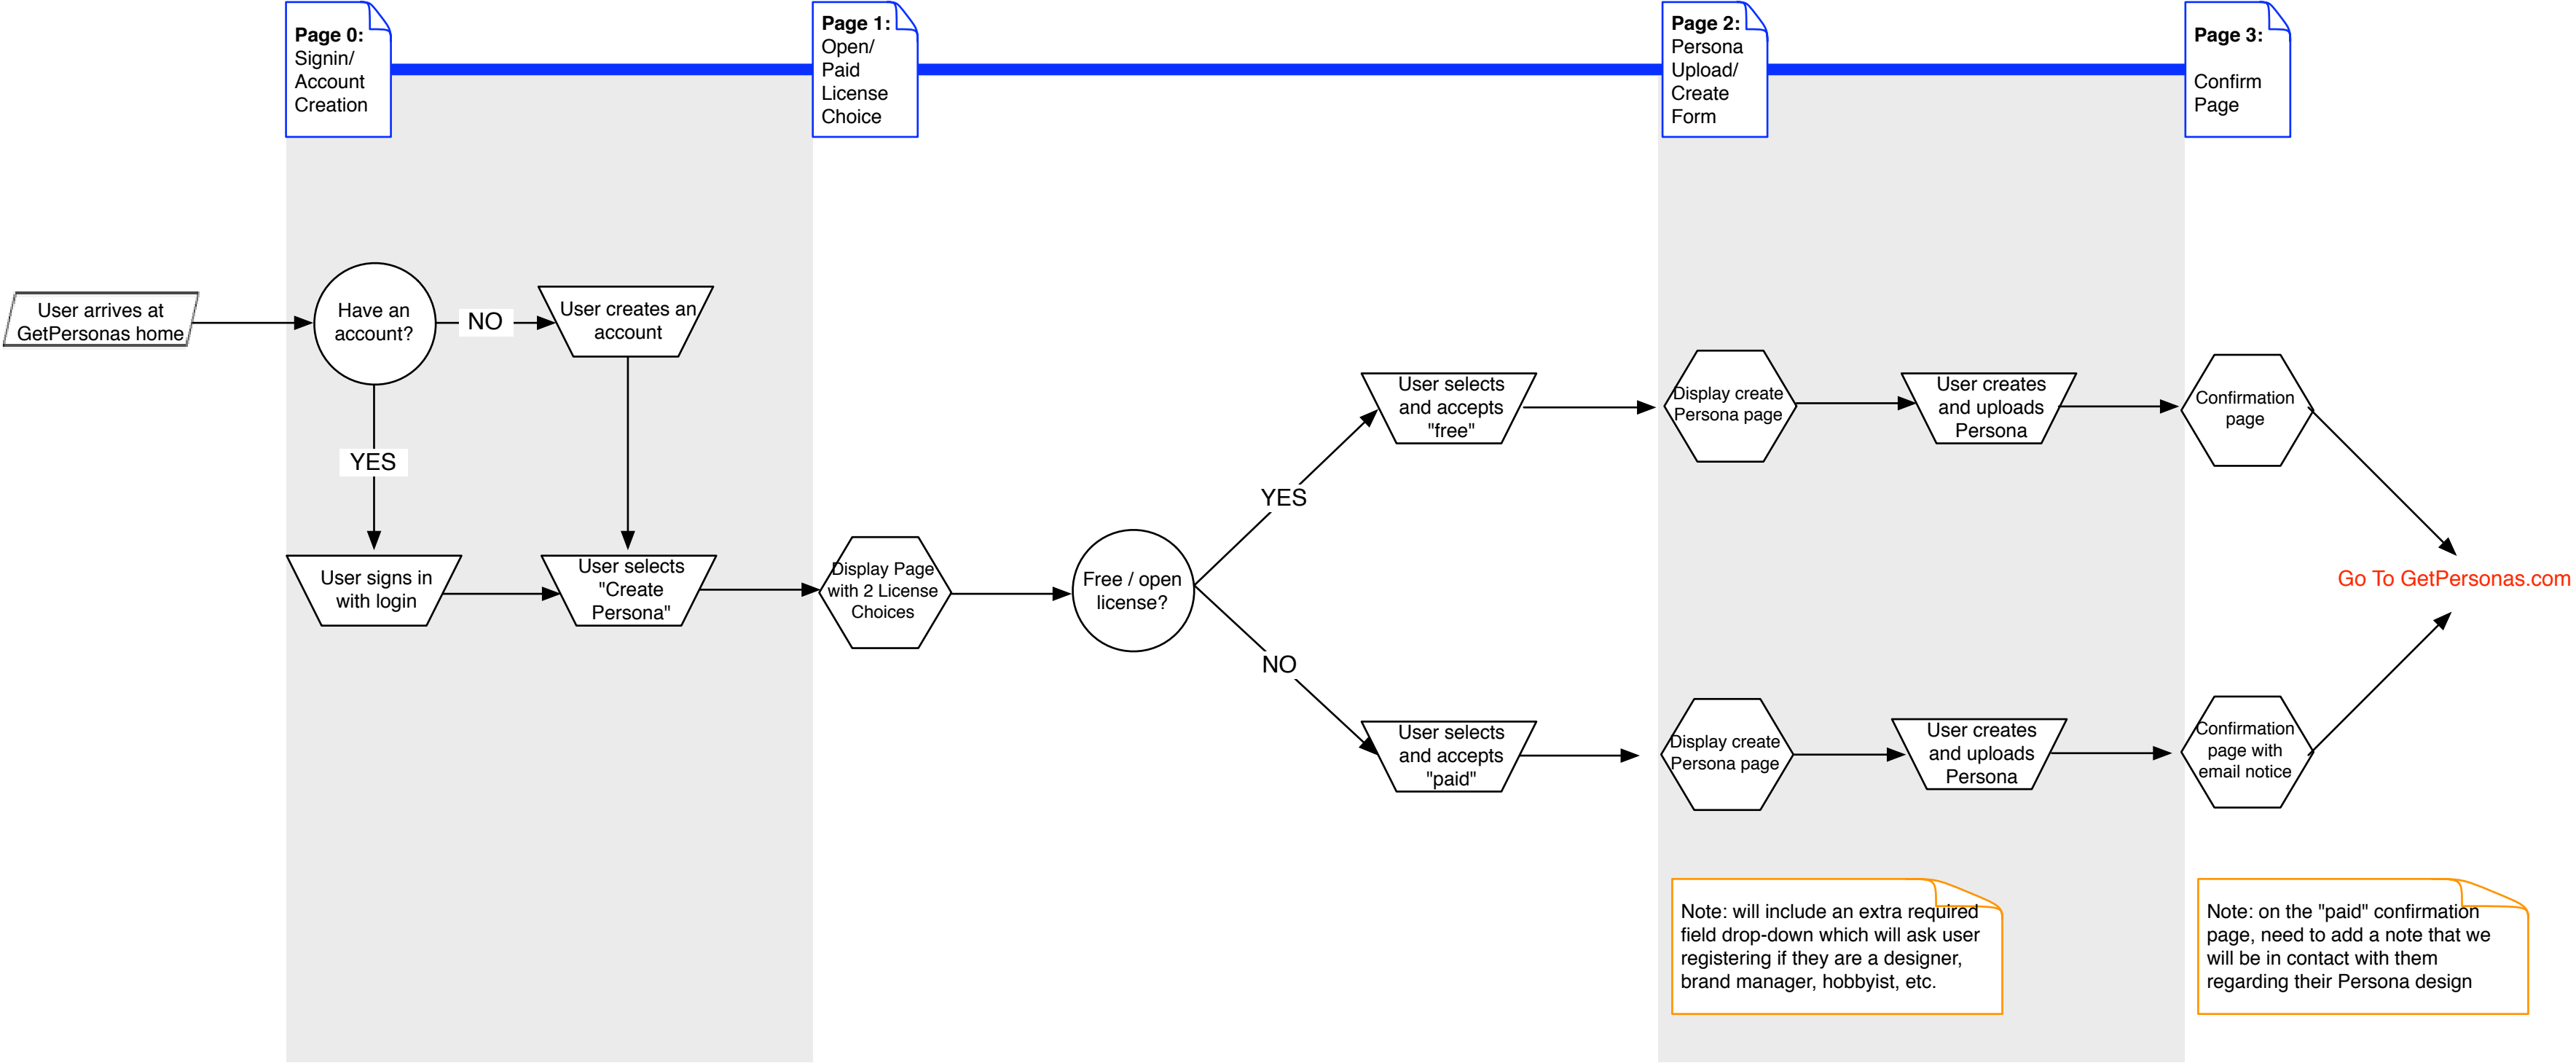 Page 0:
Signin/
Account
Creation
Page 1:
Open/
Paid
License
Choice
Page 2:
Persona
Upload/
Create
Form
Page 3:
Confirm
Page
User arrives at
GetPersonas home
Have an
account?
NO
User creates an
account
YES
User signs in
with login
User selects
"Create
Persona"
Display Page
with 2 License
Choices
Free / open
license?
YES
User selects
and accepts
"free"
Display create
Persona page
User creates
and uploads
Persona
Confirmation
page
NO
User selects
and accepts
"paid"
Display create
Persona page
User creates
and uploads
Persona
Confirmation
page with
email notice
Go To GetPersonas.com
Note: will include an extra required
field drop-down which will ask user
registering if they are a designer,
brand manager, hobbyist, etc.
Note: on the "paid" confirmation
page, need to add a note that we
will be in contact with them
regarding their Persona design